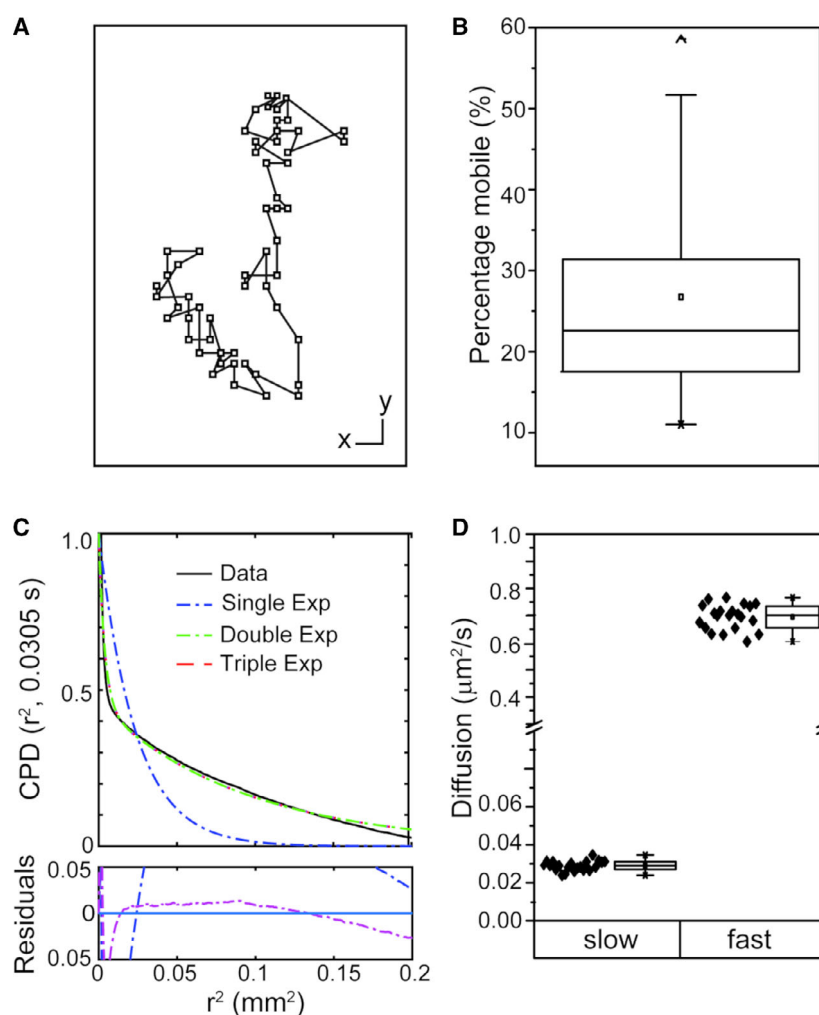 A
y
x
B
Percentage mobile (%)
60
50
40
30
20
10
C
CPD (r², 0.0305 s)
1.0
0.5
0
Data
Single Exp
Double Exp
Triple Exp
Residuals
0.05
0
0.05
0
0.05
0.1
0.15
0.2
r² (mm²)
D
Diffusion (μm²/s)
1.0
0.8
0.6
0.4
0.06
0.04
0.02
0.00
slow
fast